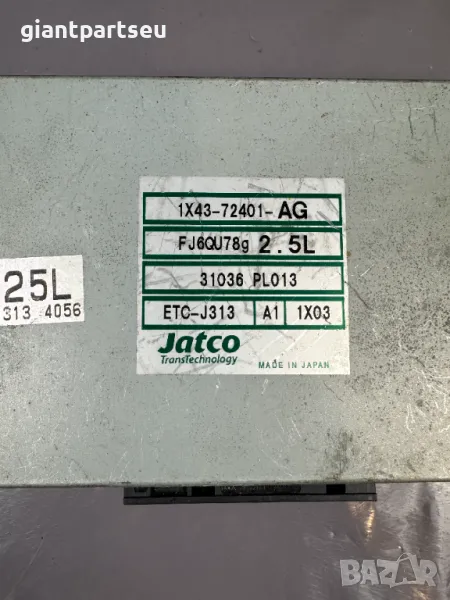 giantpartseu
1X43-72401-AG
FJ6QU78g 2.5L
31036 PL013
ETC-J313 A1 1X03
Jatco
TransTechnology
MADE IN JAPAN
25L
313 4056
BAZAR